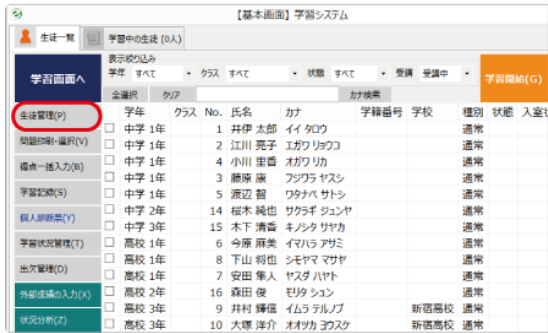 【基本画面】学習システム
生徒一覧 学習中の生徒 (0人)
表示絞り込み
学習画面へ 学年 すべて クラス すべて 状態 すべて 受講 受講中 学習開始(G)
全選択 クリア カナ検索
生徒管理(P) 学年 クラス No. 氏名 カナ 学籍番号 学校 種別 状態 入室状
中学 1年 1 井伊 太郎 イイ タロウ 通常
問題印刷・選択(V) 中学 1年 2 江川 亮子 エガワ リョウコ 通常
中学 1年 4 小川 里香 オガワ リカ 通常
得点一括入力(B) 中学 1年 3 藤原 康 フジワラ ヤスシ 通常
学習記録(S) 中学 1年 5 渡辺 智 ワタナベ サトシ 通常
中学 2年 14 桜木 純也 サクラギ ジュンヤ 通常
個人診断票(Y) 中学 3年 15 木下 清香 キノシタ サヤカ 通常
学習状況管理(T) 高校 1年 6 今原 麻美 イマハラ アサミ 通常
高校 1年 8 下山 将也 シモヤマ マサヤ 通常
出欠管理(D) 高校 1年 7 安田 隼人 ヤスダ ハヤト 通常
外部成績の入力(X) 高校 2年 16 森田 俊 モリタ シュン 通常
高校 3年 9 井村 輝信 イムラ テルノブ 新宿高校 通常
状況分析(Z) 高校 3年 10 大塚 洋介 オオツカ ヨウスケ 新宿高校 通常